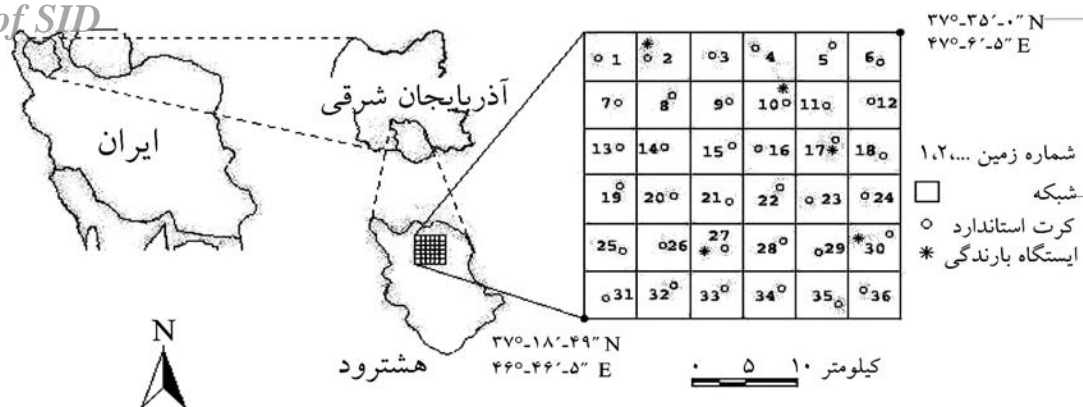 of SID
۳۷°-۳۵′-۰″ N
۴۷°-۶′-۵″ E
ایران
آذربایجان شرقی
هشترود
N
1 2 3 4 5 6
7 8 9 10 11 12
13 14 15 16 17 18
19 20 21 22 23 24
25 26 27 28 29 30
31 32 33 34 35 36
شماره زمین ...،۱،۲
شبکه
کرت استاندارد
ایستگاه بارندگی
۳۷°-۱۸′-۴۹″ N
۴۶°-۴۶′-۵″ E
۰ ۵ ۱۰ کیلومتر